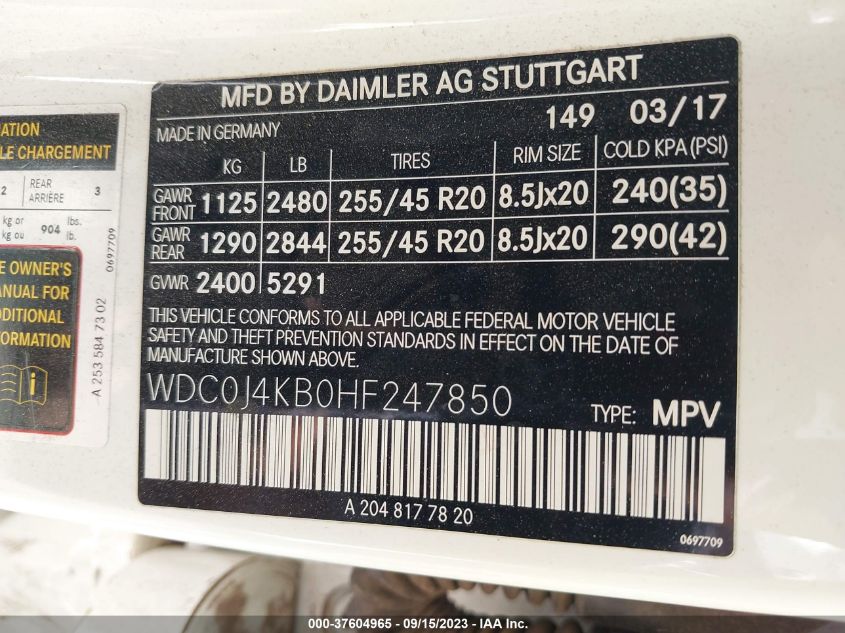 ATION
LE CHARGEMENT
2 REAR ARRIÈRE 3
kg or kg ou 904 lbs. lb.
0697709
E OWNER'S
ANUAL FOR
DDITIONAL
FORMATION
A 253 584 73 02
MFD BY DAIMLER AG STUTTGART
MADE IN GERMANY 149 03/17
KG LB TIRES RIM SIZE COLD KPA (PSI)
GAWR FRONT 1125 2480 255/45 R20 8.5Jx20 240(35)
GAWR REAR 1290 2844 255/45 R20 8.5Jx20 290(42)
GVWR 2400 5291
THIS VEHICLE CONFORMS TO ALL APPLICABLE FEDERAL MOTOR VEHICLE
SAFETY AND THEFT PREVENTION STANDARDS IN EFFECT ON THE DATE OF
MANUFACTURE SHOWN ABOVE.
WDC0J4KB0HF247850 TYPE: MPV
A 204 817 78 20
0697709
000-37604965 - 09/15/2023 - IAA Inc.